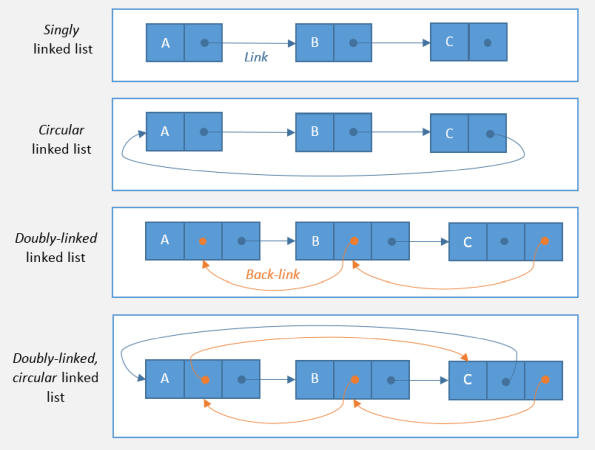 Singly
linked list
A
B
C
Link
Circular
linked list
A
B
C
Doubly-linked
linked list
A
B
C
Back-link
Doubly-linked,
circular linked
list
A
B
C